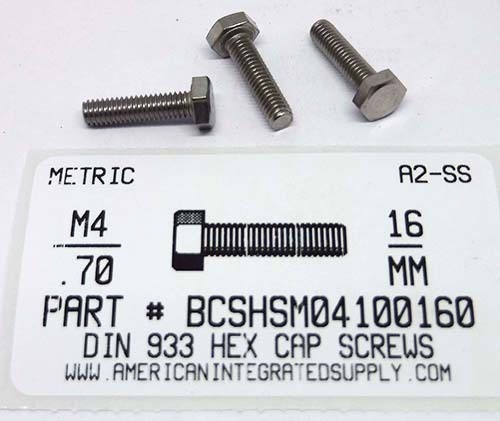 METRIC A2-SS
M4 16
.70 MM
PART # BCSHSM04100160
DIN 933 HEX CAP SCREWS
WWW.AMERICANINTEGRATEDSUPPLY.COM